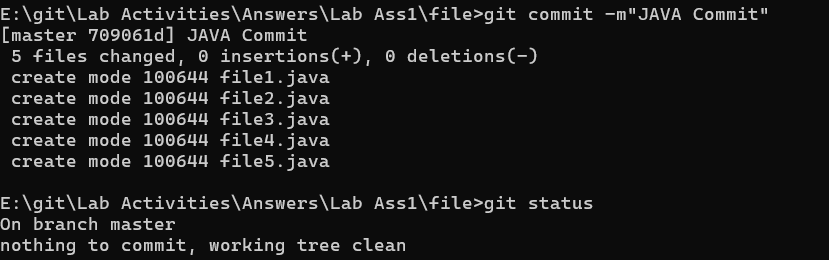 E:\git\Lab Activities\Answers\Lab Ass1\file>git commit -m"JAVA Commit"
[master 709061d] JAVA Commit
 5 files changed, 0 insertions(+), 0 deletions(-)
 create mode 100644 file1.java
 create mode 100644 file2.java
 create mode 100644 file3.java
 create mode 100644 file4.java
 create mode 100644 file5.java
E:\git\Lab Activities\Answers\Lab Ass1\file>git status
On branch master
nothing to commit, working tree clean